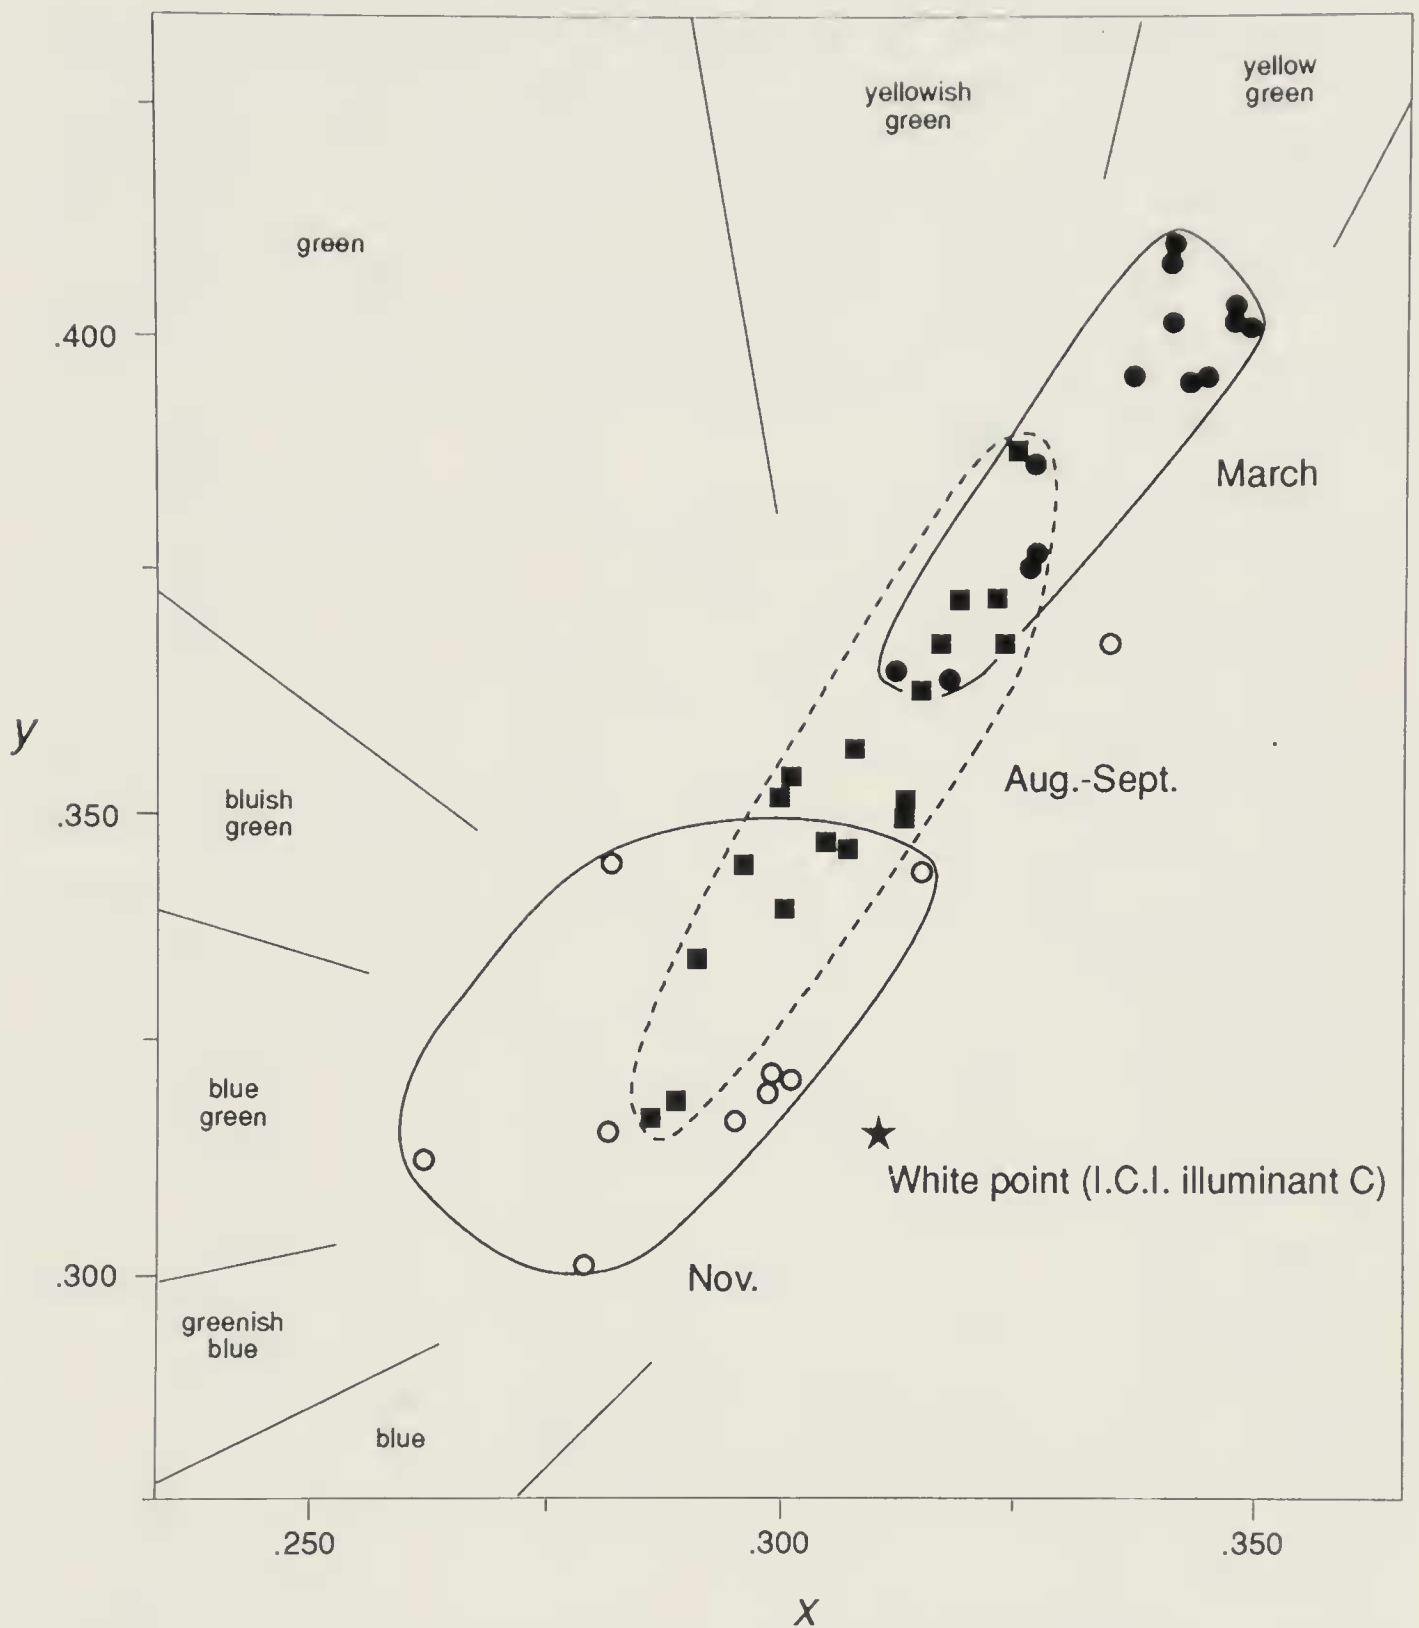 yellow
green
yellowish
green
green
.400
March
y
Aug.-Sept.
bluish
green
.350
blue
green
White point (I.C.I. illuminant C)
Nov.
.300
greenish
blue
blue
.250
.300
.350
x